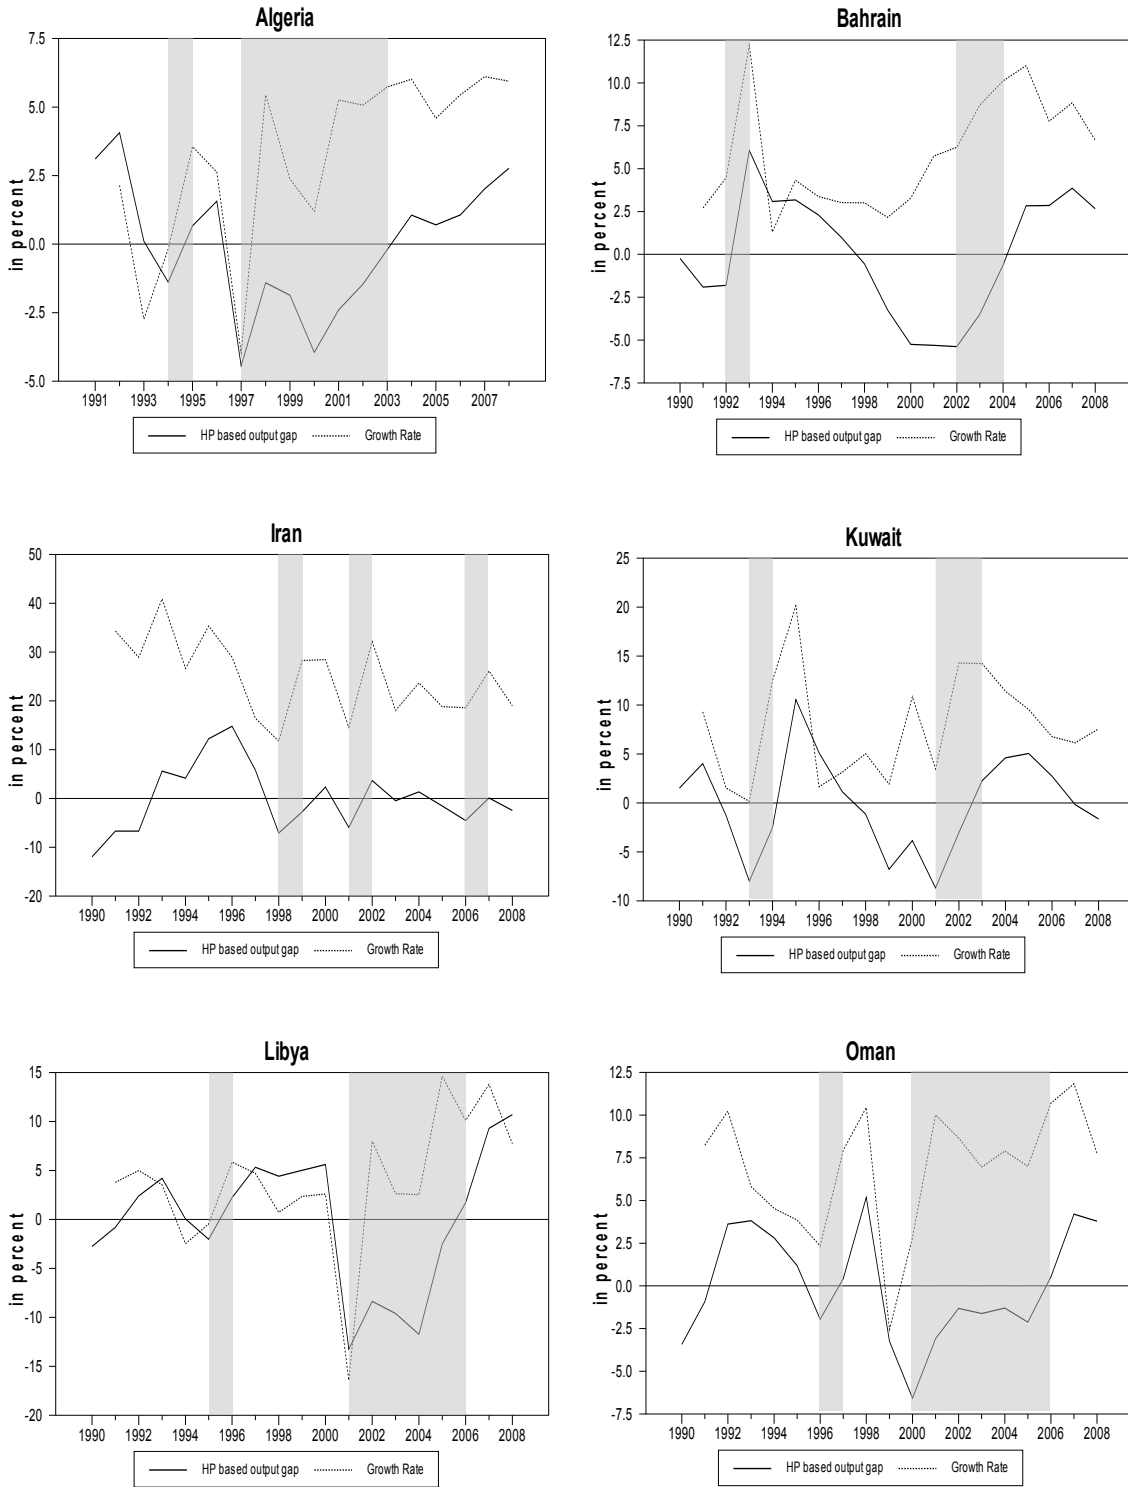 Algeria
in percent
7.5
5.0
2.5
0.0
-2.5
-5.0
1991 1993 1995 1997 1999 2001 2003 2005 2007
HP based output gap Growth Rate
Bahrain
in percent
12.5
10.0
7.5
5.0
2.5
0.0
-2.5
-5.0
-7.5
1990 1992 1994 1996 1998 2000 2002 2004 2006 2008
HP based output gap Growth Rate
Iran
in percent
50
40
30
20
10
0
-10
-20
1990 1992 1994 1996 1998 2000 2002 2004 2006 2008
HP based output gap Growth Rate
Kuwait
in percent
25
20
15
10
5
0
-5
-10
1990 1992 1994 1996 1998 2000 2002 2004 2006 2008
HP based output gap Growth Rate
Libya
in percent
15
10
5
0
-5
-10
-15
-20
1990 1992 1994 1996 1998 2000 2002 2004 2006 2008
HP based output gap Growth Rate
Oman
in percent
12.5
10.0
7.5
5.0
2.5
0.0
-2.5
-5.0
-7.5
1990 1992 1994 1996 1998 2000 2002 2004 2006 2008
HP based output gap Growth Rate